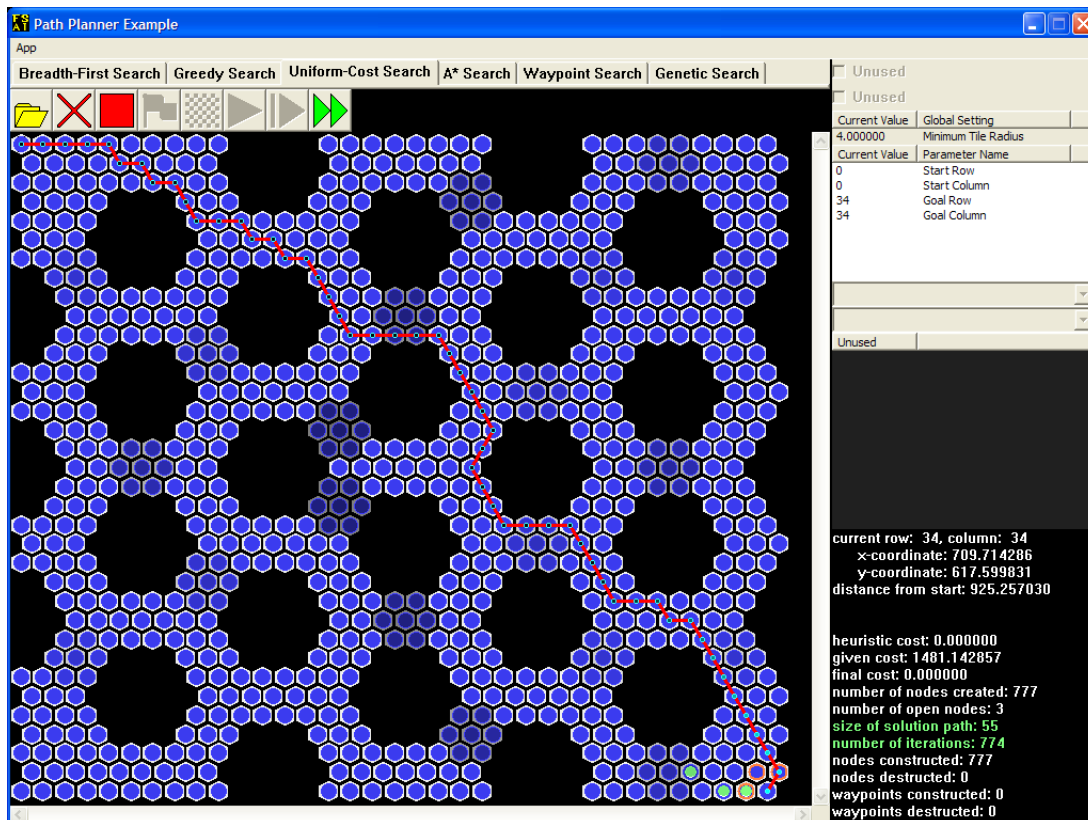 FS AI Path Planner Example
App
Breadth-First Search Greedy Search Uniform-Cost Search A* Search Waypoint Search Genetic Search
Unused
Unused
Current Value Global Setting
4.000000 Minimum Tile Radius
Current Value Parameter Name
0 Start Row
0 Start Column
34 Goal Row
34 Goal Column
Unused
current row: 34, column: 34
x-coordinate: 709.714286
y-coordinate: 617.599831
distance from start: 925.257030
heuristic cost: 0.000000
given cost: 1481.142857
final cost: 0.000000
number of nodes created: 777
number of open nodes: 3
size of solution path: 55
number of iterations: 774
nodes constructed: 777
nodes destructed: 0
waypoints constructed: 0
waypoints destructed: 0